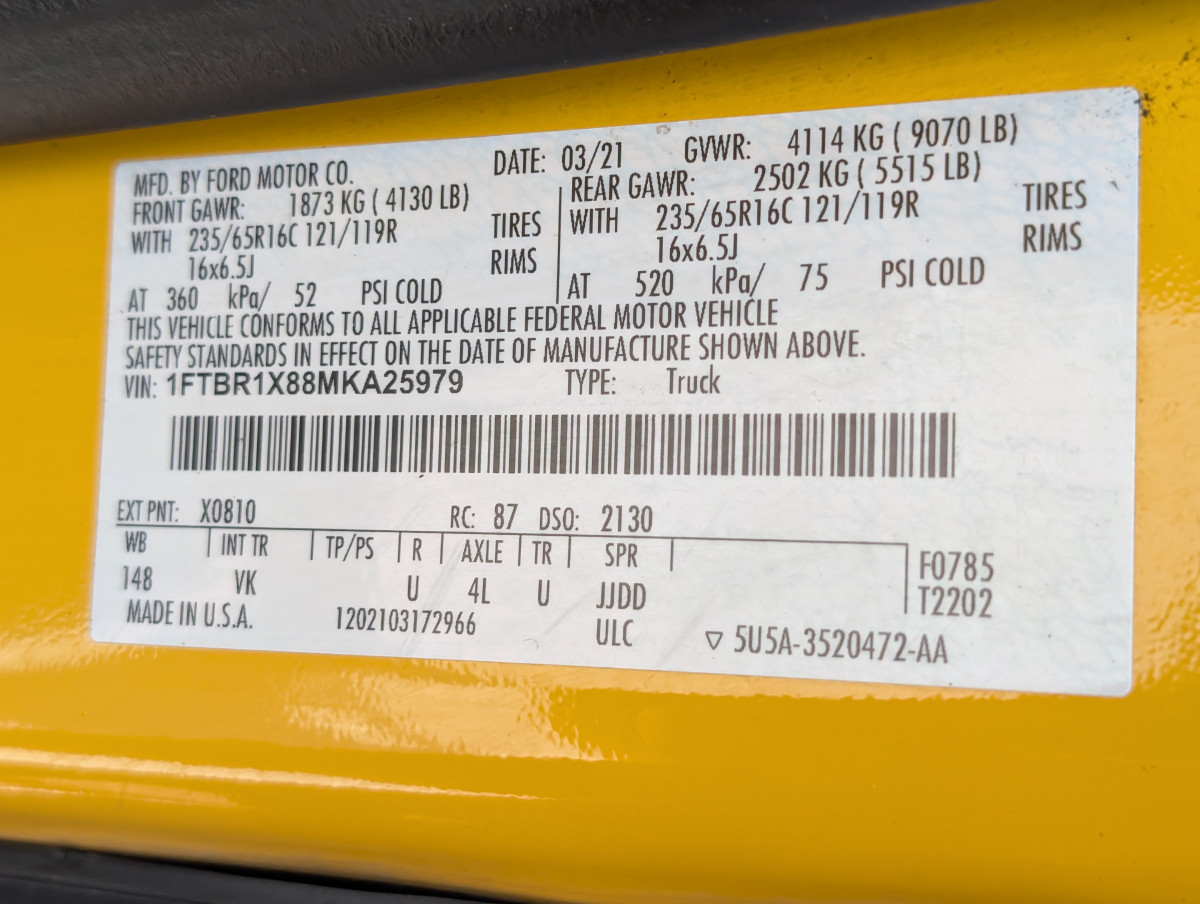 MFD. BY FORD MOTOR CO. DATE: 03/21 GVWR: 4114 KG ( 9070 LB)
FRONT GAWR: 1873 KG ( 4130 LB) REAR GAWR: 2502 KG ( 5515 LB)
WITH 235/65R16C 121/119R TIRES WITH 235/65R16C 121/119R TIRES
16x6.5J RIMS 16x6.5J RIMS
AT 360 kPa/ 52 PSI COLD AT 520 kPa/ 75 PSI COLD
THIS VEHICLE CONFORMS TO ALL APPLICABLE FEDERAL MOTOR VEHICLE
SAFETY STANDARDS IN EFFECT ON THE DATE OF MANUFACTURE SHOWN ABOVE.
VIN: 1FTBR1X88MKA25979 TYPE: Truck
EXT PNT: X0810 RC: 87 DSO: 2130
WB INT TR TP/PS R AXLE TR SPR F0785
148 VK U 4L U JJDD T2202
MADE IN U.S.A. 1202103172966 ULC ▽ 5U5A-3520472-AA